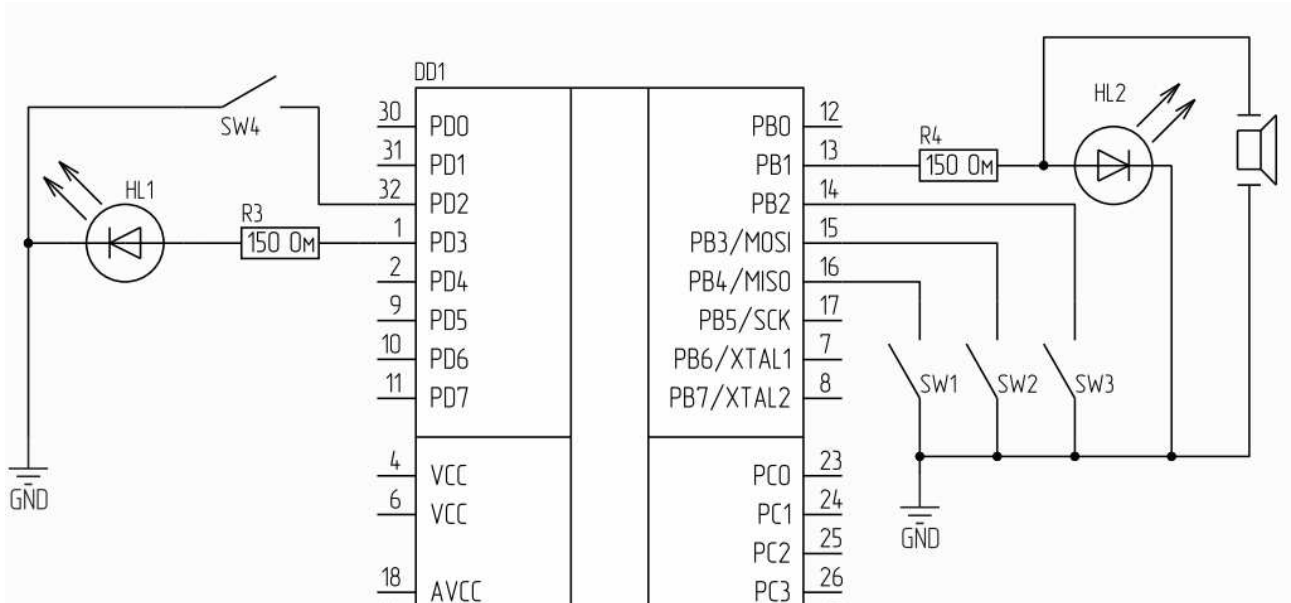 DD1
SW4
30 PD0
31 PD1
32 PD2
HL1
R3
150 Ом
1 PD3
2 PD4
9 PD5
10 PD6
11 PD7
4 VCC
6 VCC
18 AVCC
GND
PB0 12
PB1 13
PB2 14
PB3/MOSI 15
PB4/MISO 16
PB5/SCK 17
PB6/XTAL1 7
PB7/XTAL2 8
PC0 23
PC1 24
PC2 25
PC3 26
R4
150 Ом
HL2
SW1
SW2
SW3
GND